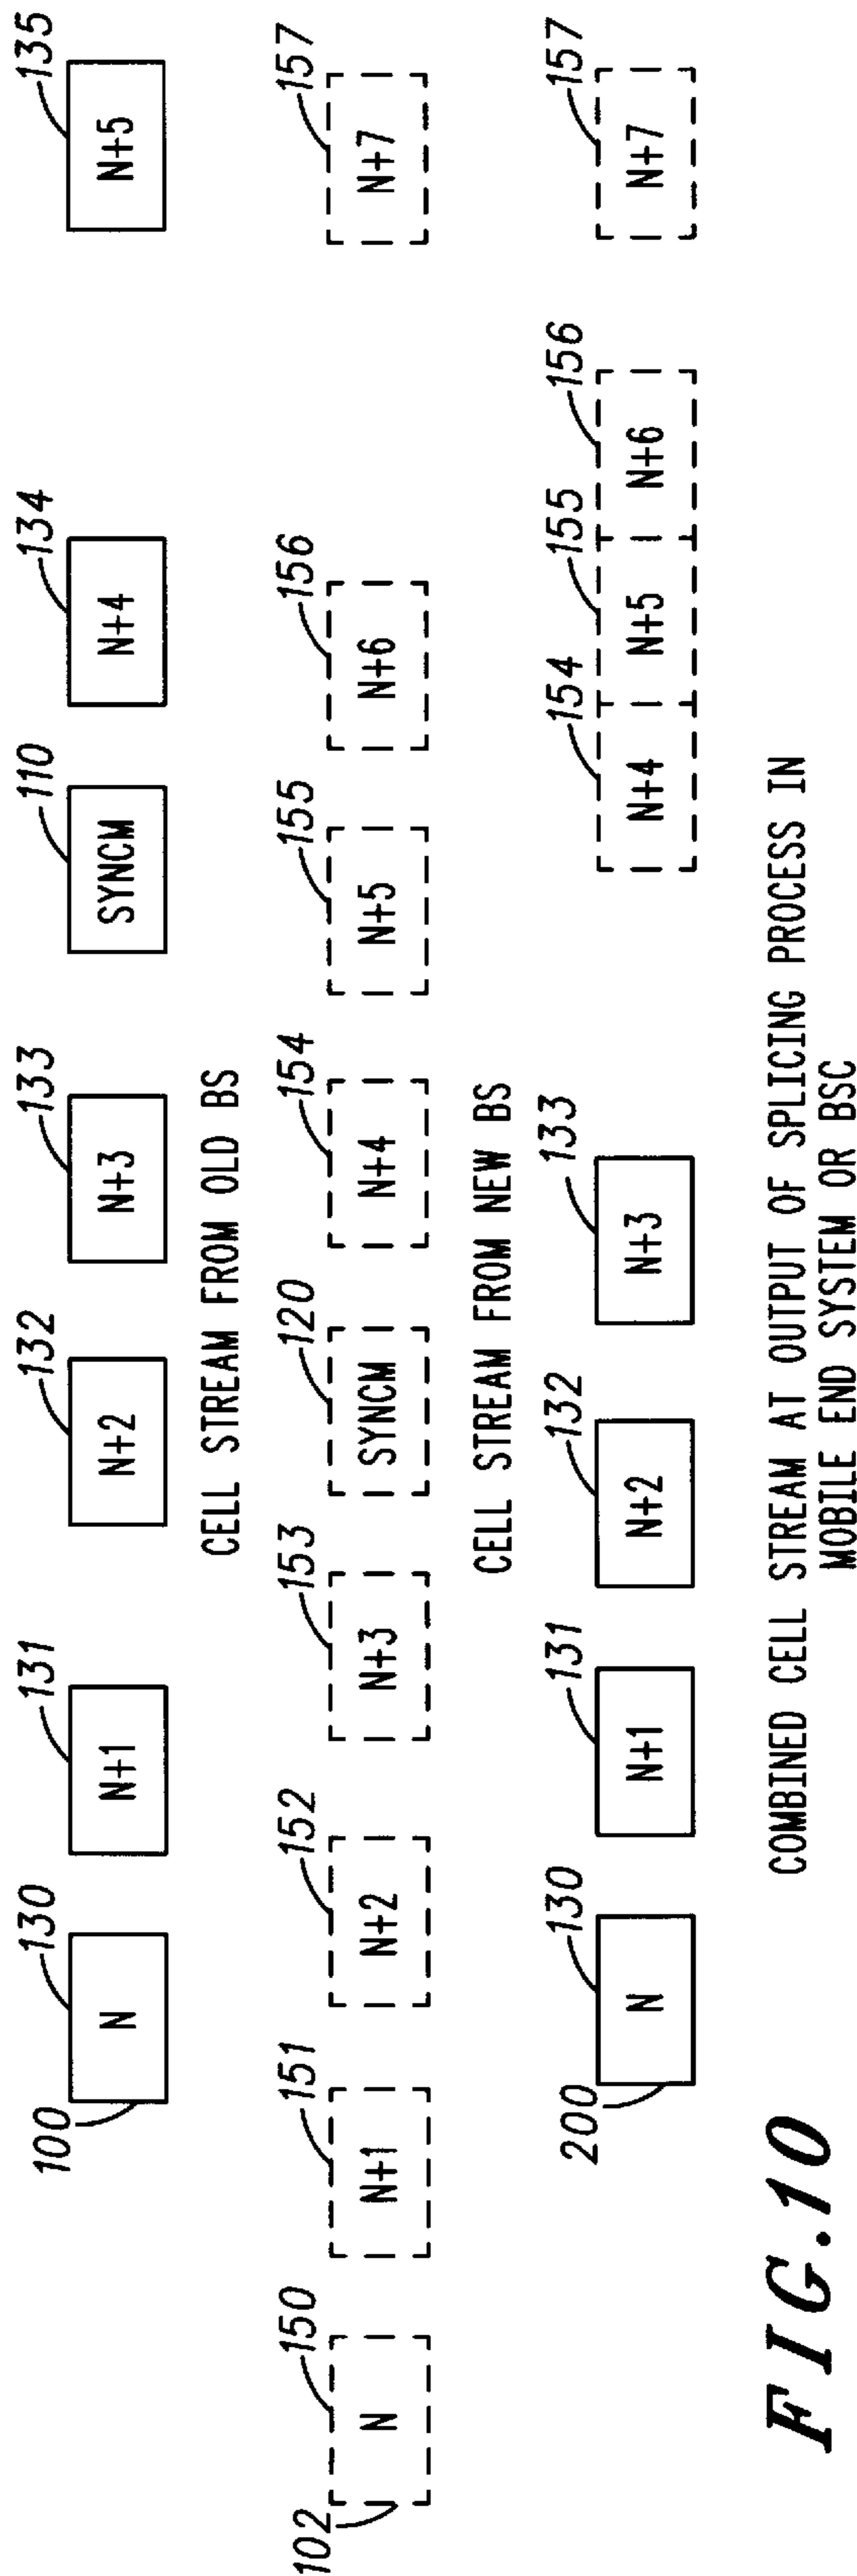 130 131 132 133 110 134 135
100 N N+1 N+2 N+3 SYNCM N+4 N+5
CELL STREAM FROM OLD BS
150 151 152 153 120 154 155 156 157
102 N N+1 N+2 N+3 SYNCM N+4 N+5 N+6 N+7
CELL STREAM FROM NEW BS
130 131 132 133 154 155 156 157
200 N N+1 N+2 N+3 N+4 N+5 N+6 N+7
COMBINED CELL STREAM AT OUTPUT OF SPLICING PROCESS IN
MOBILE END SYSTEM OR BSC
FIG.10